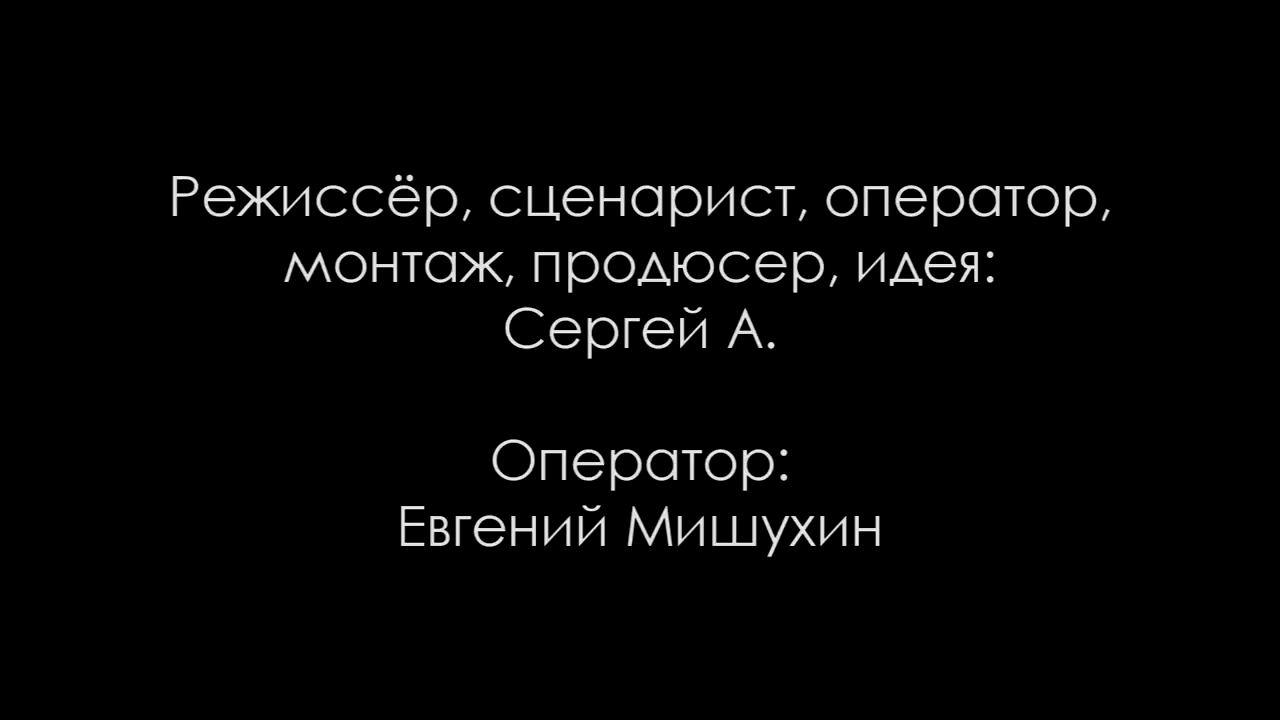 Режиссёр, сценарист, оператор,
монтаж, продюсер, идея:
Сергей А.
Оператор:
Евгений Мишухин